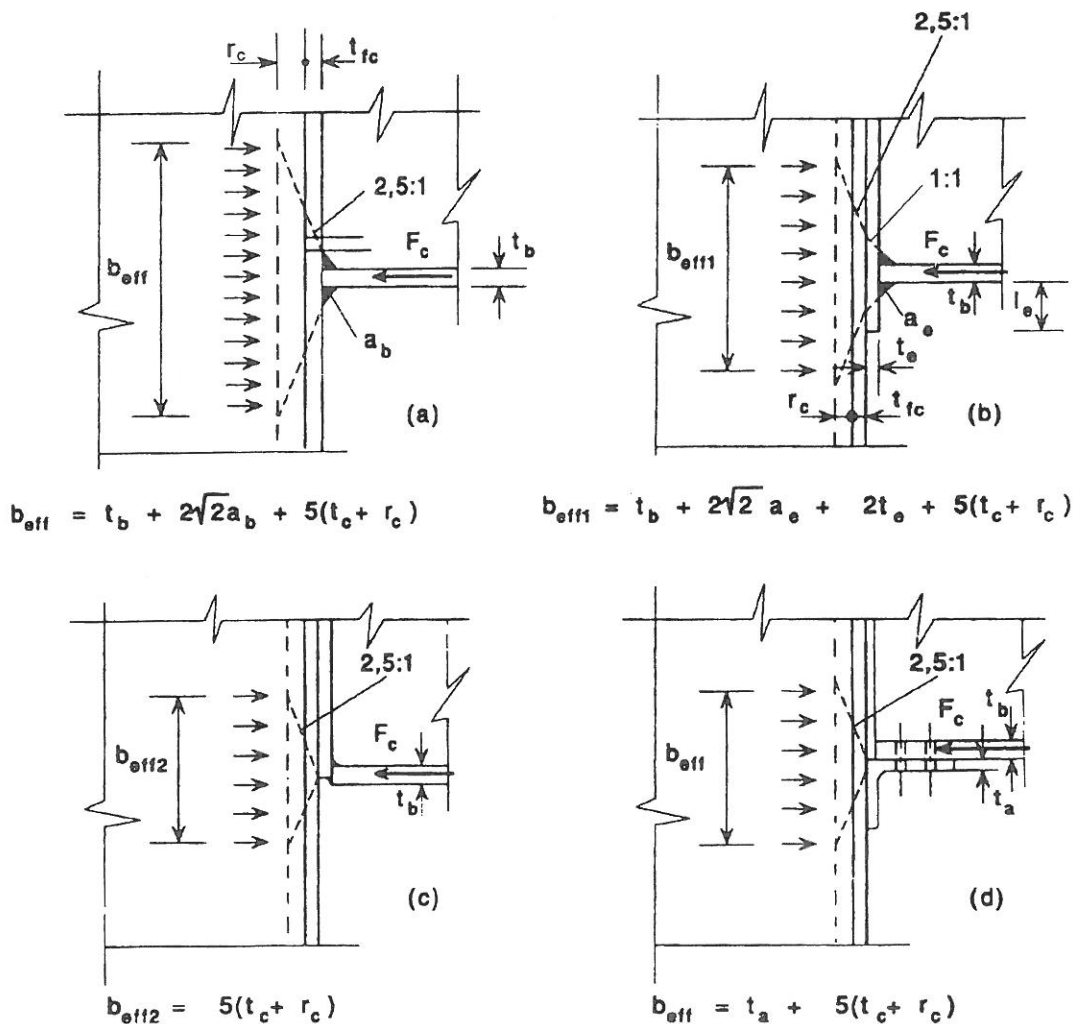 r_c t_fc
2,5:1
b_eff
F_c
t_b
a_b
(a)
2,5:1
1:1
b_eff1
F_c
t_b
l_e
a_e
t_e
r_c t_fc
(b)
b_eff = t_b + 2√2a_b + 5(t_c+ r_c)
b_eff1 = t_b + 2√2 a_e + 2t_e + 5(t_c+ r_c)
2,5:1
b_eff2
F_c
t_b
(c)
2,5:1
b_eff
F_c
t_b
t_a
(d)
b_eff2 = 5(t_c+ r_c)
b_eff = t_a + 5(t_c+ r_c)